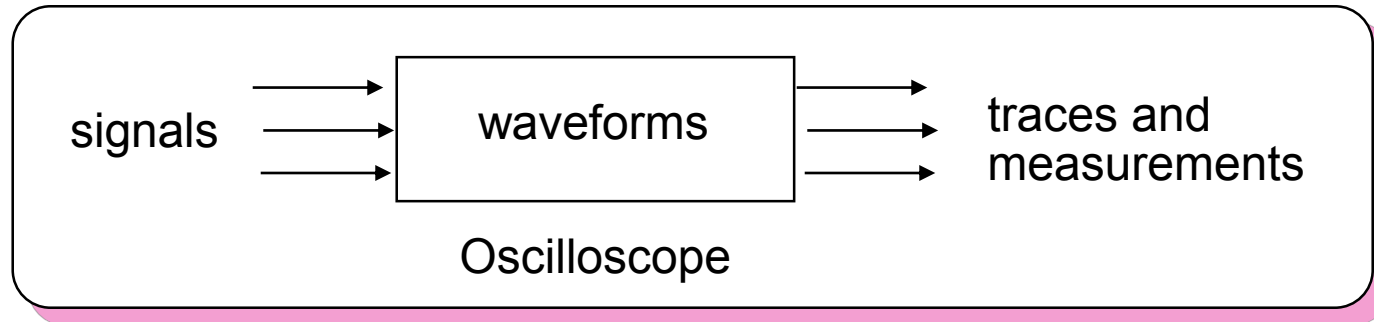 signals
waveforms
traces and
measurements
Oscilloscope